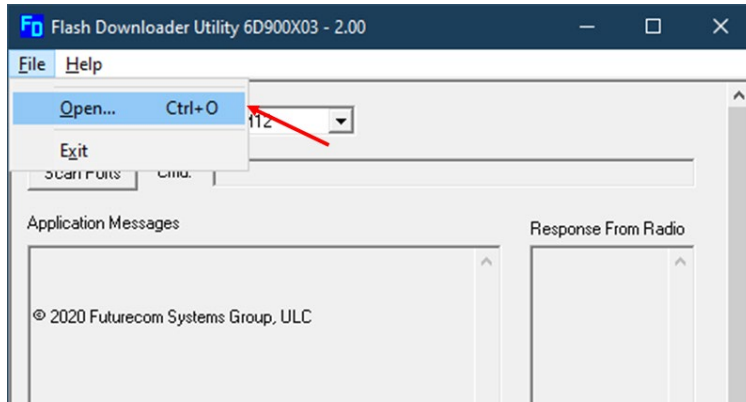 FD Flash Downloader Utility 6D900X03 - 2.00
File Help
Open... Ctrl+O
Exit
Scan Ports Cmd:
Application Messages
Response From Radio
© 2020 Futurecom Systems Group, ULC